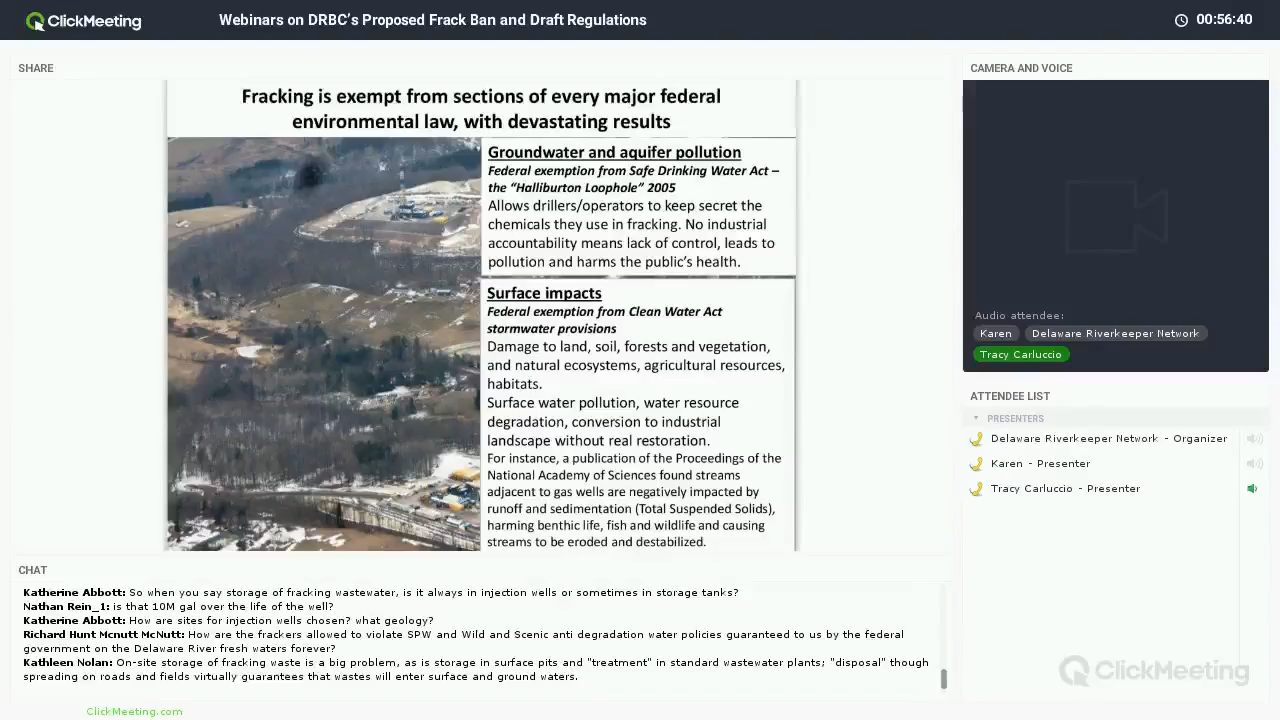 ClickMeeting
Webinars on DRBC's Proposed Frack Ban and Draft Regulations
00:56:40
SHARE
Fracking is exempt from sections of every major federal
environmental law, with devastating results
Groundwater and aquifer pollution
Federal exemption from Safe Drinking Water Act –
the “Halliburton Loophole” 2005
Allows drillers/operators to keep secret the
chemicals they use in fracking. No industrial
accountability means lack of control, leads to
pollution and harms the public's health.
Surface impacts
Federal exemption from Clean Water Act
stormwater provisions
Damage to land, soil, forests and vegetation,
and natural ecosystems, agricultural resources,
habitats.
Surface water pollution, water resource
degradation, conversion to industrial
landscape without real restoration.
For instance, a publication of the Proceedings of the
National Academy of Sciences found streams
adjacent to gas wells are negatively impacted by
runoff and sedimentation (Total Suspended Solids),
harming benthic life, fish and wildlife and causing
streams to be eroded and destabilized.
CAMERA AND VOICE
Audio attendee:
Karen Delaware Riverkeeper Network
Tracy Carluccio
ATTENDEE LIST
PRESENTERS
Delaware Riverkeeper Network - Organizer
Karen - Presenter
Tracy Carluccio - Presenter
CHAT
Katherine Abbott: So when you say storage of fracking wastewater, is it always in injection wells or sometimes in storage tanks?
Nathan Rein_1: is that 10M gal over the life of the well?
Katherine Abbott: How are sites for injection wells chosen? what geology?
Richard Hunt Mcnutt McNutt: How are the frackers allowed to violate SPW and Wild and Scenic anti degradation water policies guaranteed to us by the federal
government on the Delaware River fresh waters forever?
Kathleen Nolan: On-site storage of fracking waste is a big problem, as is storage in surface pits and "treatment" in standard wastewater plants; "disposal" though
spreading on roads and fields virtually guarantees that wastes will enter surface and ground waters.
ClickMeeting
ClickMeeting.com